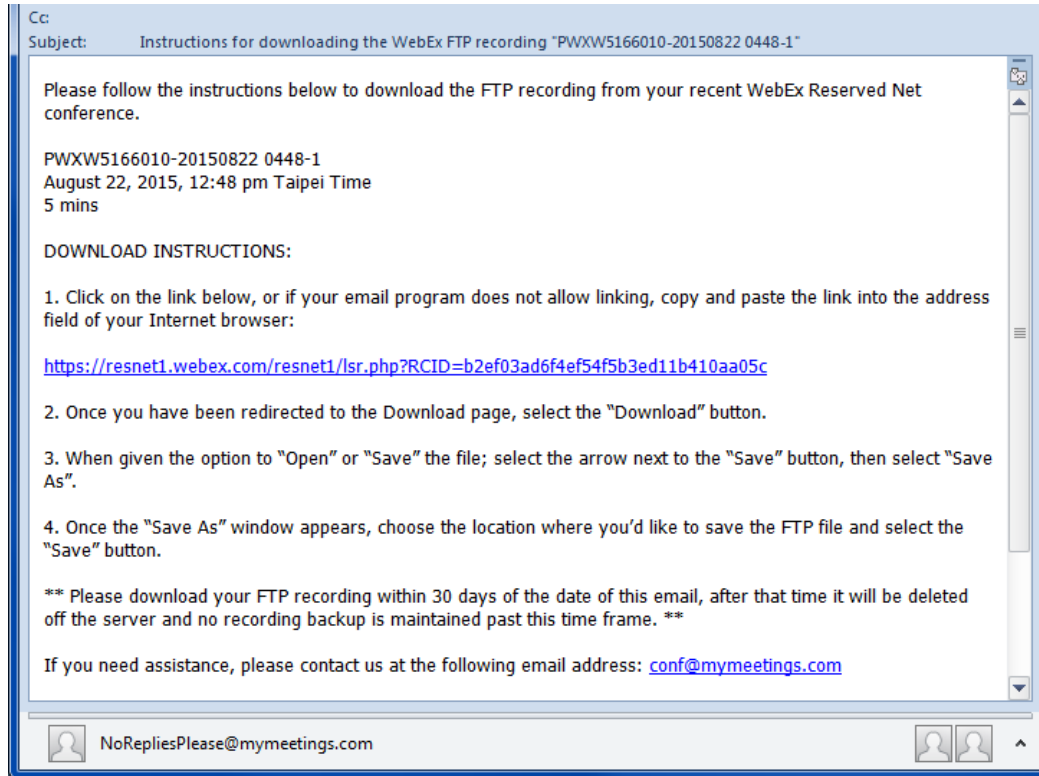 Cc:
Subject: Instructions for downloading the WebEx FTP recording "PWXW5166010-20150822 0448-1"
Please follow the instructions below to download the FTP recording from your recent WebEx Reserved Net
conference.
PWXW5166010-20150822 0448-1
August 22, 2015, 12:48 pm Taipei Time
5 mins
DOWNLOAD INSTRUCTIONS:
1. Click on the link below, or if your email program does not allow linking, copy and paste the link into the address
field of your Internet browser:
https://resnet1.webex.com/resnet1/lsr.php?RCID=b2ef03ad6f4ef54f5b3ed11b410aa05c
2. Once you have been redirected to the Download page, select the “Download” button.
3. When given the option to “Open” or “Save” the file; select the arrow next to the “Save” button, then select “Save
As”.
4. Once the “Save As” window appears, choose the location where you’d like to save the FTP file and select the
“Save” button.
** Please download your FTP recording within 30 days of the date of this email, after that time it will be deleted
off the server and no recording backup is maintained past this time frame. **
If you need assistance, please contact us at the following email address: conf@mymeetings.com
NoRepliesPlease@mymeetings.com